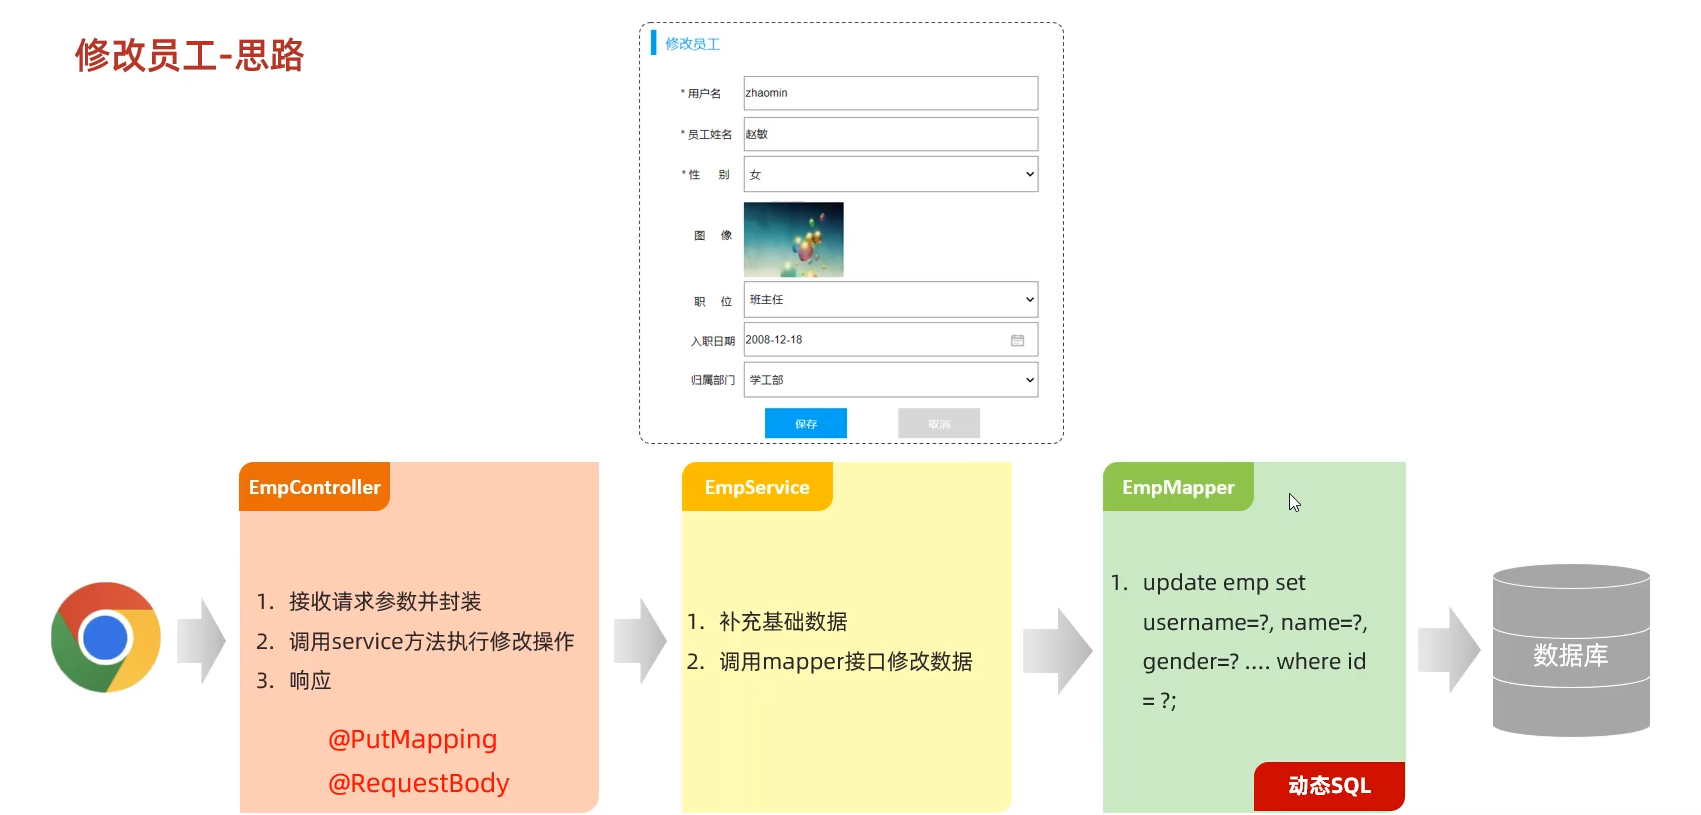 修改员工-思路
修改员工
* 用户名 zhaomin
* 员工姓名 赵敏
* 性 别 女
图 像
职 位 班主任
入职日期 2008-12-18
归属部门 学工部
保存 取消
EmpController
1. 接收请求参数并封装
2. 调用service方法执行修改操作
3. 响应
@PutMapping
@RequestBody
EmpService
1. 补充基础数据
2. 调用mapper接口修改数据
EmpMapper
1. update emp set
username=?, name=?,
gender=? .... where id
= ?;
动态SQL
数据库